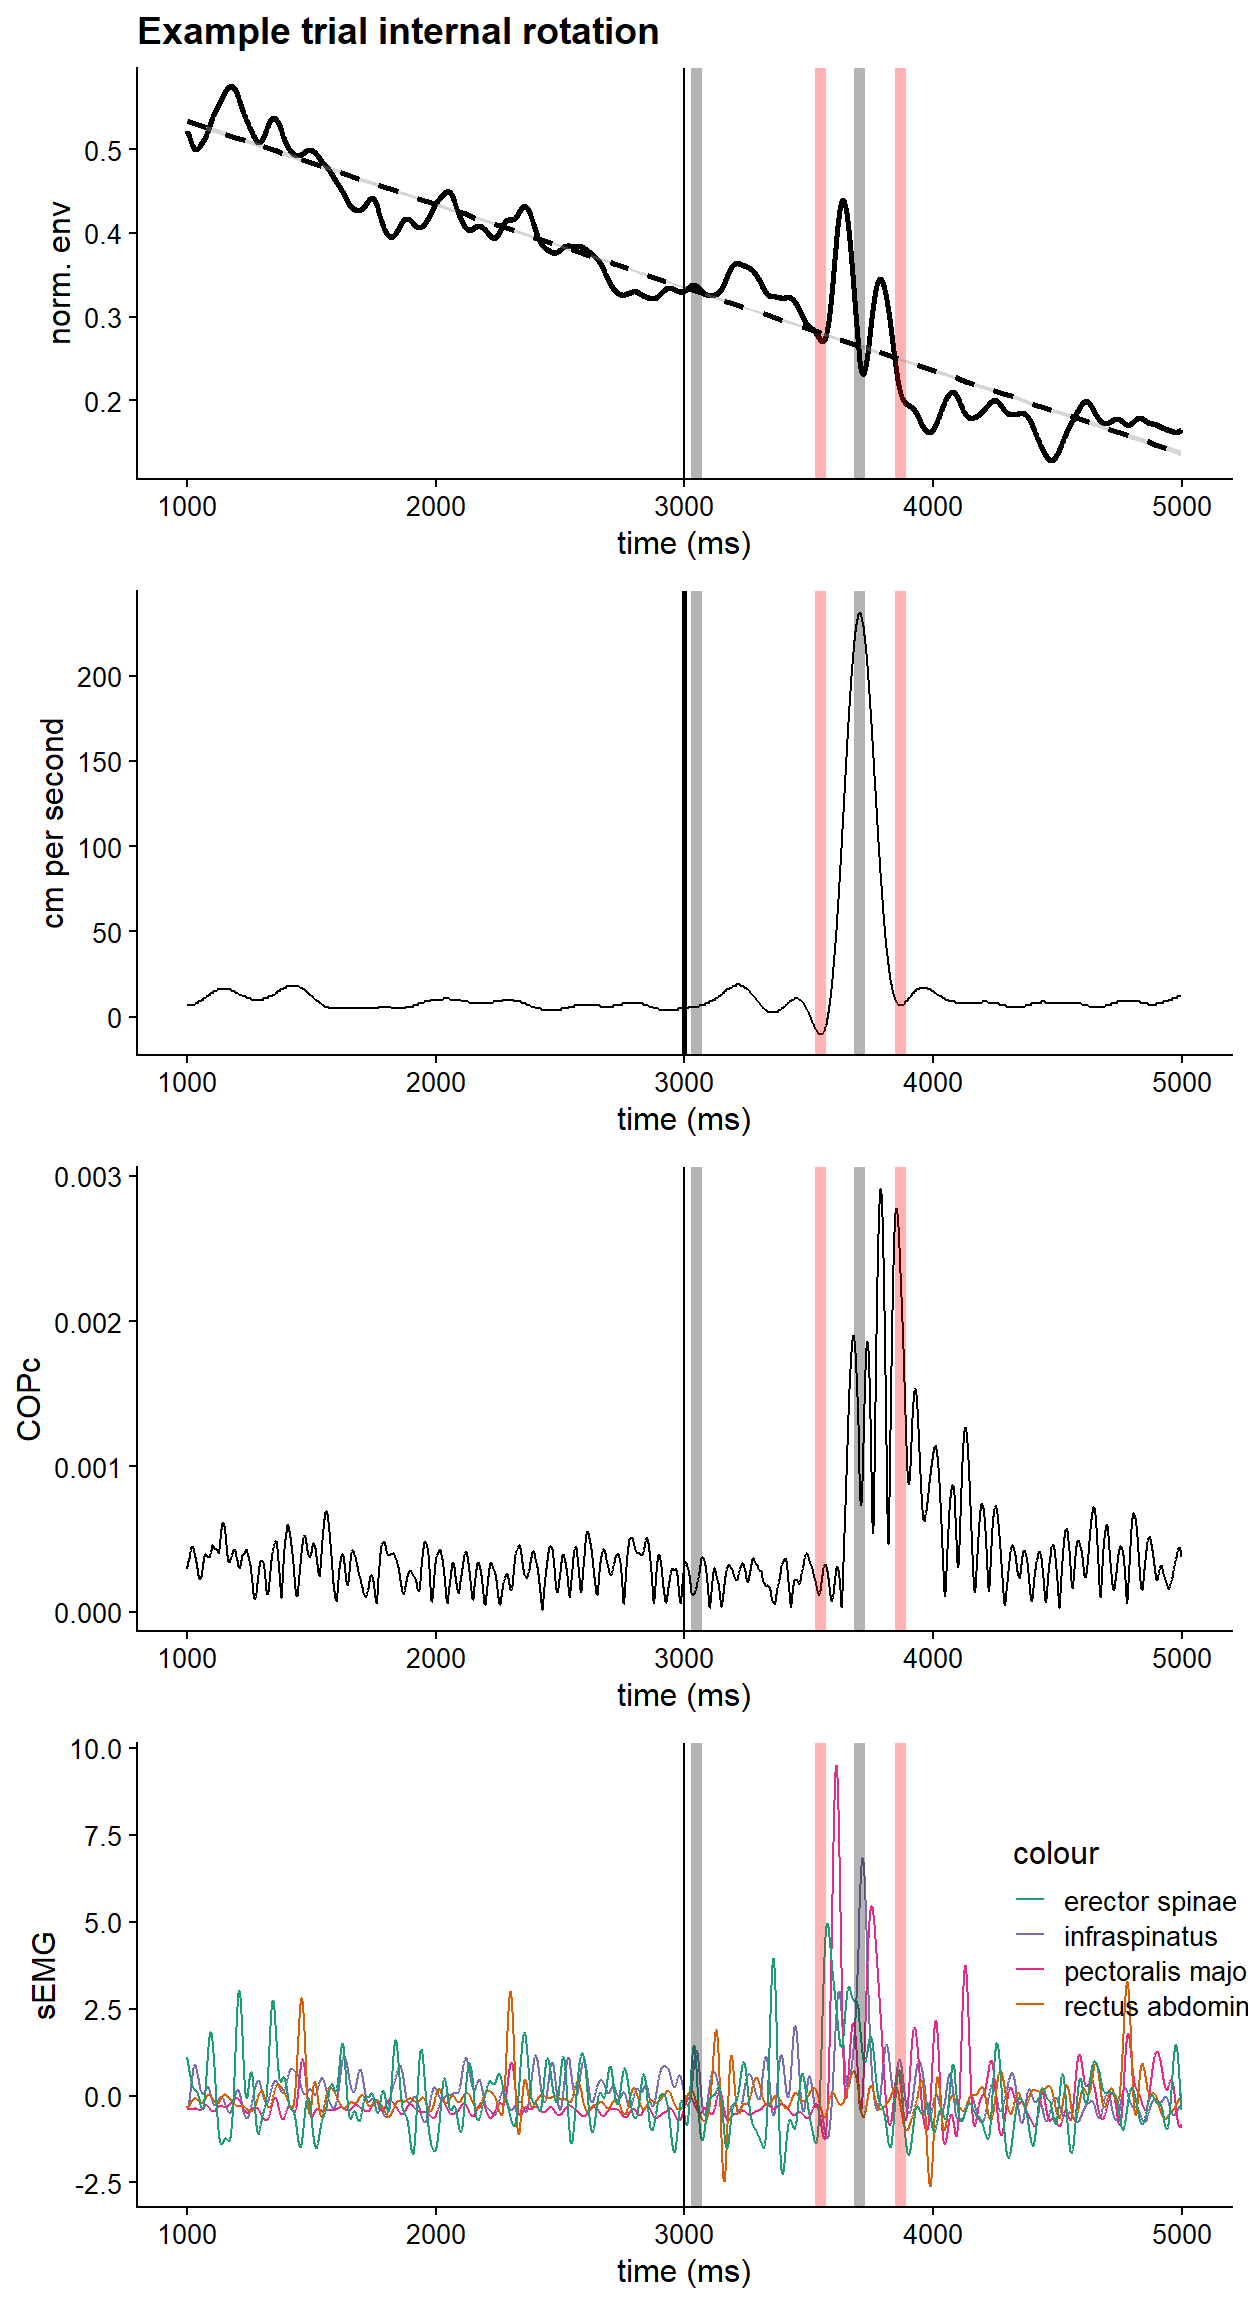 Example trial internal rotation
norm. env
0.5
0.4
0.3
0.2
1000 2000 3000 4000 5000
time (ms)
cm per second
200
150
100
50
0
1000 2000 3000 4000 5000
time (ms)
COPc
0.003
0.002
0.001
0.000
1000 2000 3000 4000 5000
time (ms)
sEMG
10.0
7.5
5.0
2.5
0.0
-2.5
colour
erector spinae
infraspinatus
pectoralis majo
rectus abdomin
1000 2000 3000 4000 5000
time (ms)